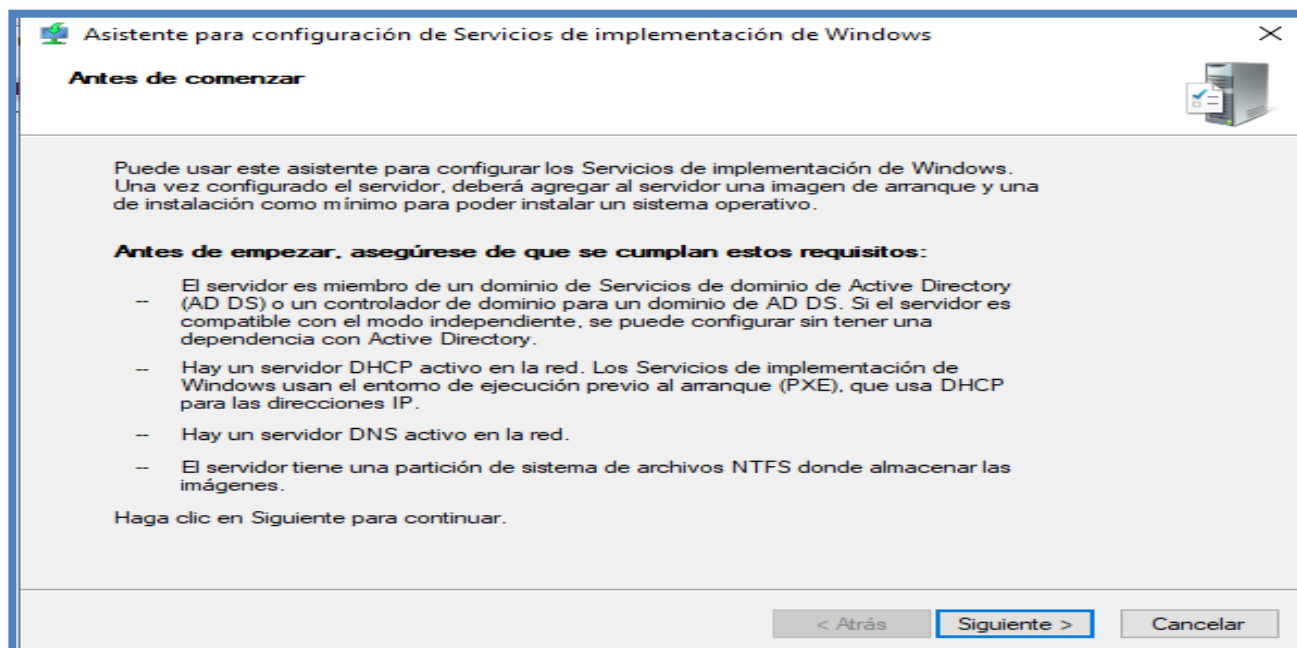 Asistente para configuración de Servicios de implementación de Windows
Antes de comenzar
Puede usar este asistente para configurar los Servicios de implementación de Windows.
Una vez configurado el servidor, deberá agregar al servidor una imagen de arranque y una
de instalación como mínimo para poder instalar un sistema operativo.
Antes de empezar, asegúrese de que se cumplan estos requisitos:
-- El servidor es miembro de un dominio de Servicios de dominio de Active Directory
(AD DS) o un controlador de dominio para un dominio de AD DS. Si el servidor es
compatible con el modo independiente, se puede configurar sin tener una
dependencia con Active Directory.
-- Hay un servidor DHCP activo en la red. Los Servicios de implementación de
Windows usan el entorno de ejecución previo al arranque (PXE), que usa DHCP
para las direcciones IP.
-- Hay un servidor DNS activo en la red.
-- El servidor tiene una partición de sistema de archivos NTFS donde almacenar las
imágenes.
Haga clic en Siguiente para continuar.
< Atrás Siguiente > Cancelar